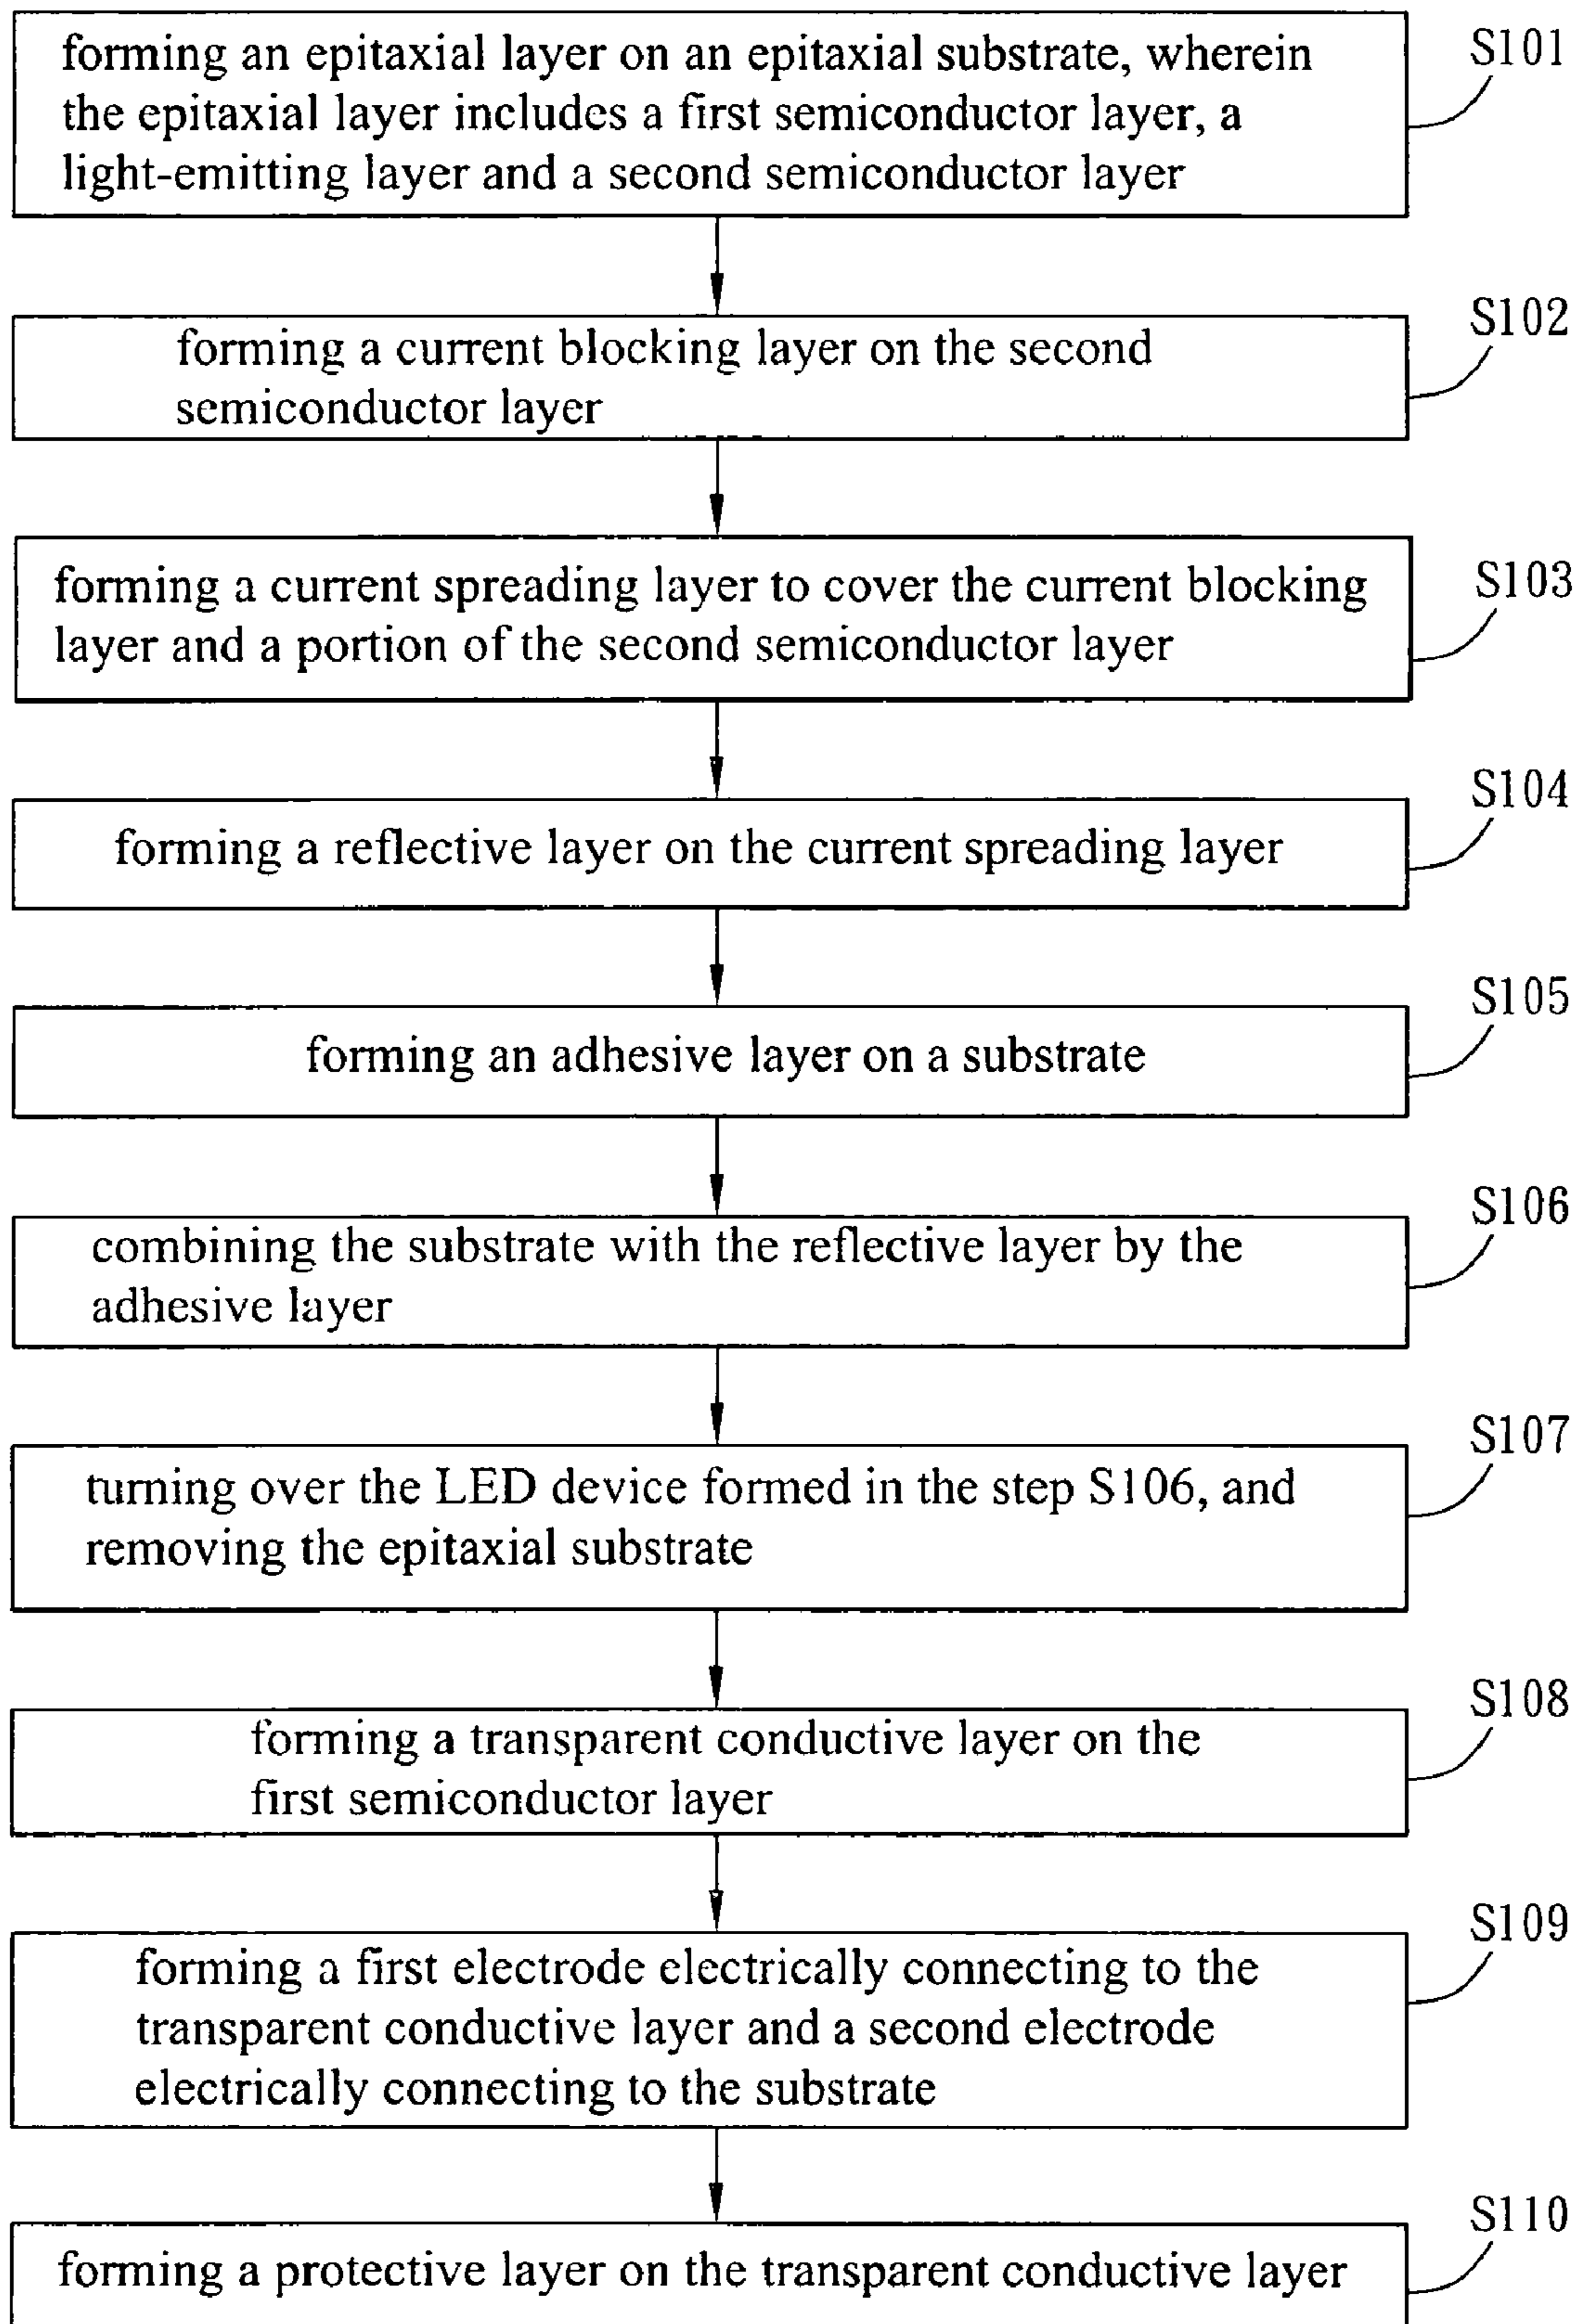 forming an epitaxial layer on an epitaxial substrate, wherein
the epitaxial layer includes a first semiconductor layer, a
light-emitting layer and a second semiconductor layer
S101
forming a current blocking layer on the second
semiconductor layer
S102
forming a current spreading layer to cover the current blocking
layer and a portion of the second semiconductor layer
S103
forming a reflective layer on the current spreading layer
S104
forming an adhesive layer on a substrate
S105
combining the substrate with the reflective layer by the
adhesive layer
S106
turning over the LED device formed in the step S106, and
removing the epitaxial substrate
S107
forming a transparent conductive layer on the
first semiconductor layer
S108
forming a first electrode electrically connecting to the
transparent conductive layer and a second electrode
electrically connecting to the substrate
S109
forming a protective layer on the transparent conductive layer
S110